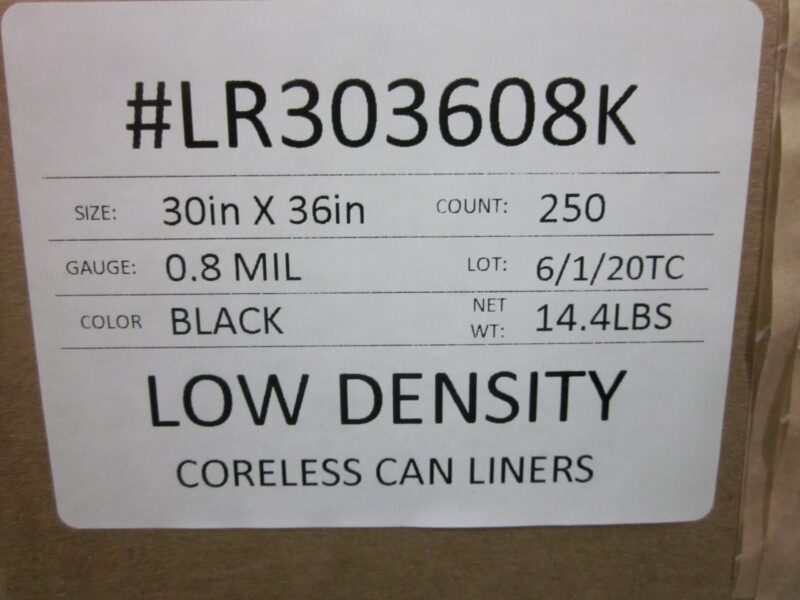 #LR303608K
SIZE: 30in X 36in COUNT: 250
GAUGE: 0.8 MIL LOT: 6/1/20TC
COLOR BLACK NET WT: 14.4LBS
LOW DENSITY
CORELESS CAN LINERS